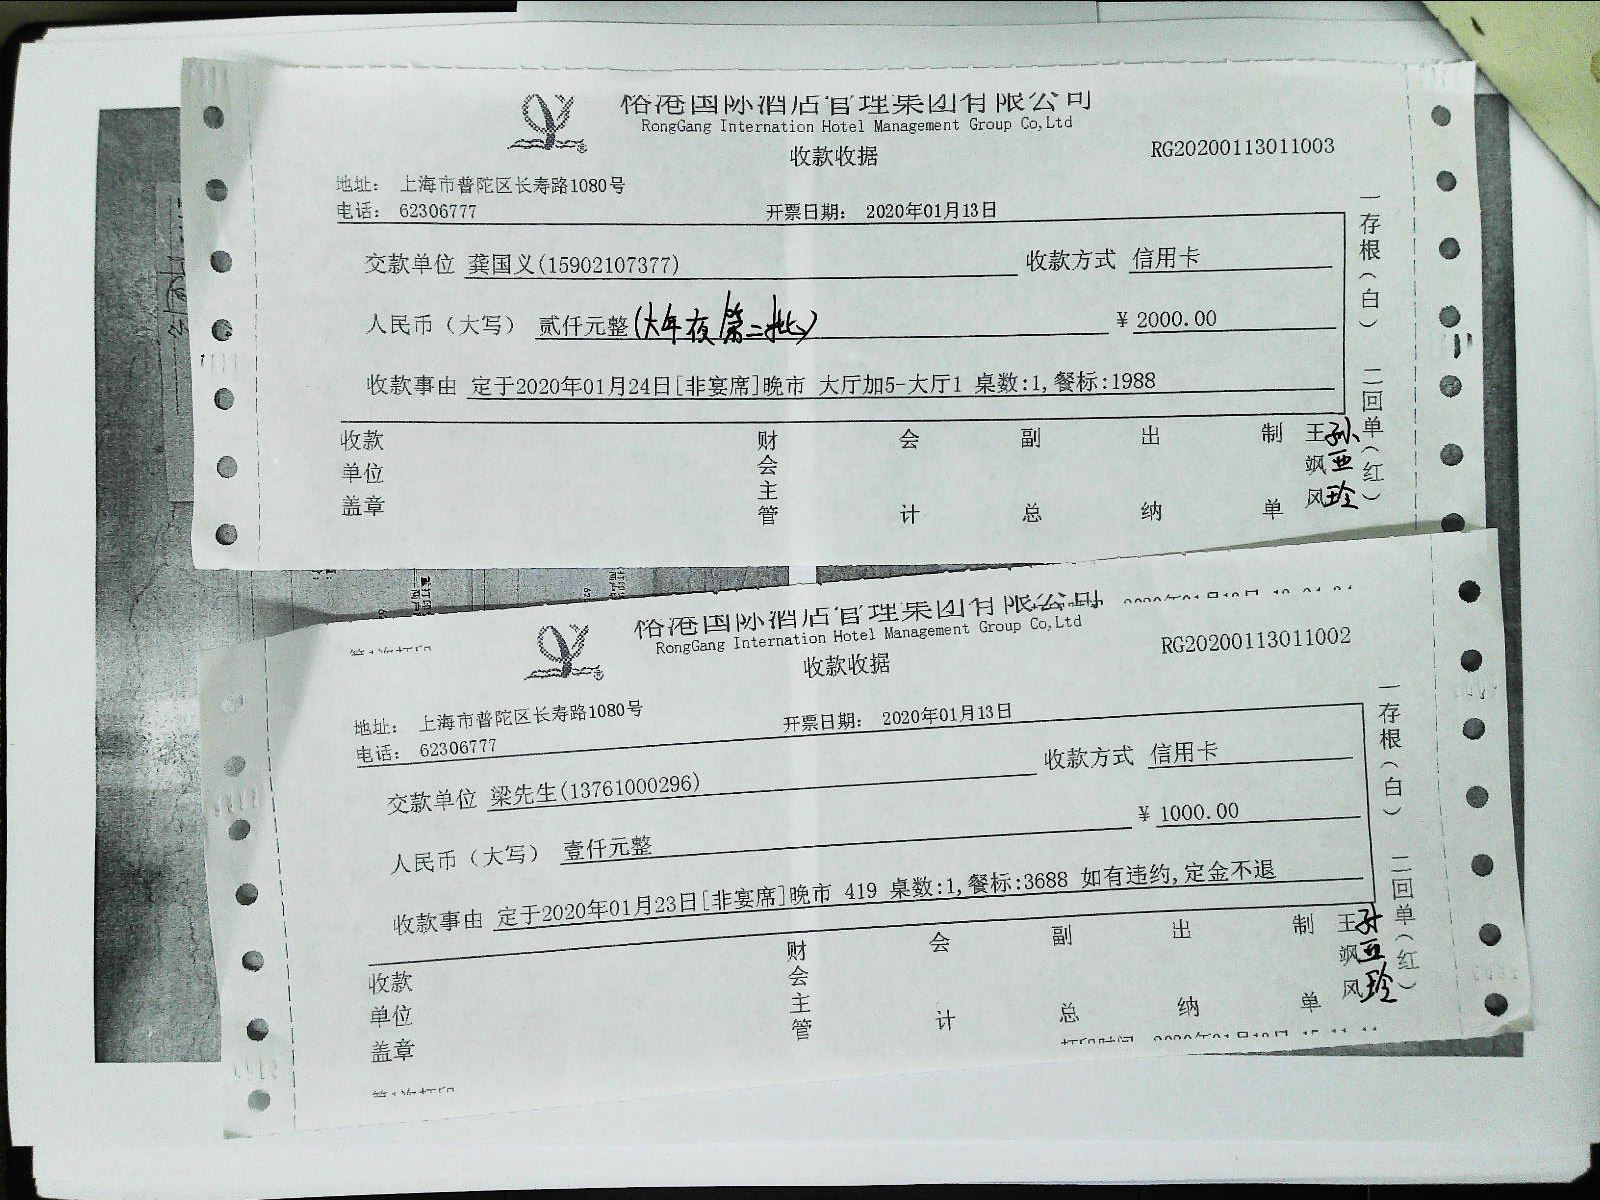 国际酒店管理集团有限公司
RongGang Internation Hotel Management Group Co,Ltd
收款收据
RG20200113011003
地址： 上海市普陀区长寿路1080号
电话： 62306777
开票日期： 2020年01月13日
交款单位 龚国义(15902107377)
收款方式 信用卡
人民币（大写） 贰仟元整(大年夜第二批)
¥ 2000.00
收款事由 定于2020年01月24日[非宴席]晚市 大厅加5-大厅1 桌数:1,餐标:1988
收款单位盖章
财会主管
会计
副总
出纳
制单
王飒风
孙亚玲
一存根（白） 二回单（红）
国际酒店管理集团有限公司
RongGang Internation Hotel Management Group Co,Ltd
收款收据
RG20200113011002
地址： 上海市普陀区长寿路1080号
电话： 62306777
开票日期： 2020年01月13日
交款单位 梁先生(13761000296)
收款方式 信用卡
人民币（大写） 壹仟元整
¥ 1000.00
收款事由 定于2020年01月23日[非宴席]晚市 419 桌数:1,餐标:3688 如有违约,定金不退
收款单位盖章
财会主管
会计
副总
出纳
制单
王飒风
孙亚玲
一存根（白） 二回单（红）